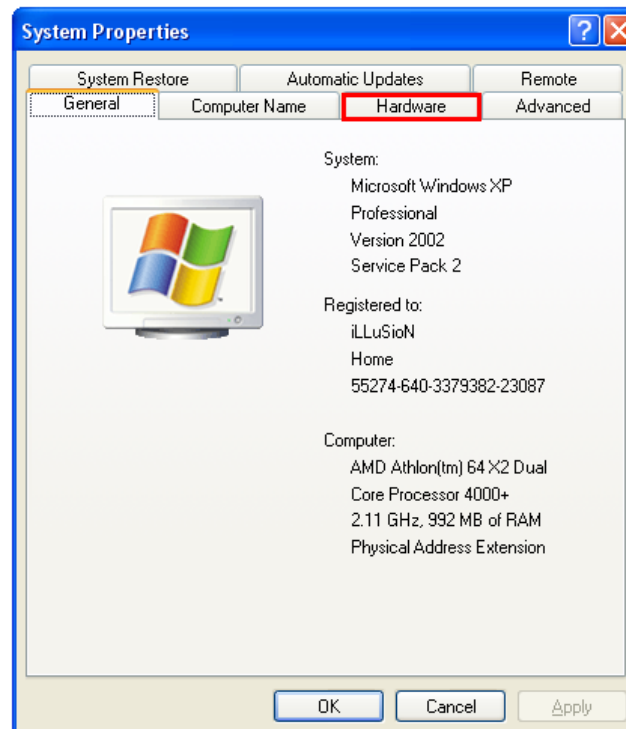 System Properties
System Restore
Automatic Updates
Remote
General
Computer Name
Hardware
Advanced
System:
Microsoft Windows XP
Professional
Version 2002
Service Pack 2
Registered to:
iLLuSioN
Home
55274-640-3379382-23087
Computer:
AMD Athlon(tm) 64 X2 Dual
Core Processor 4000+
2.11 GHz, 992 MB of RAM
Physical Address Extension
OK
Cancel
Apply